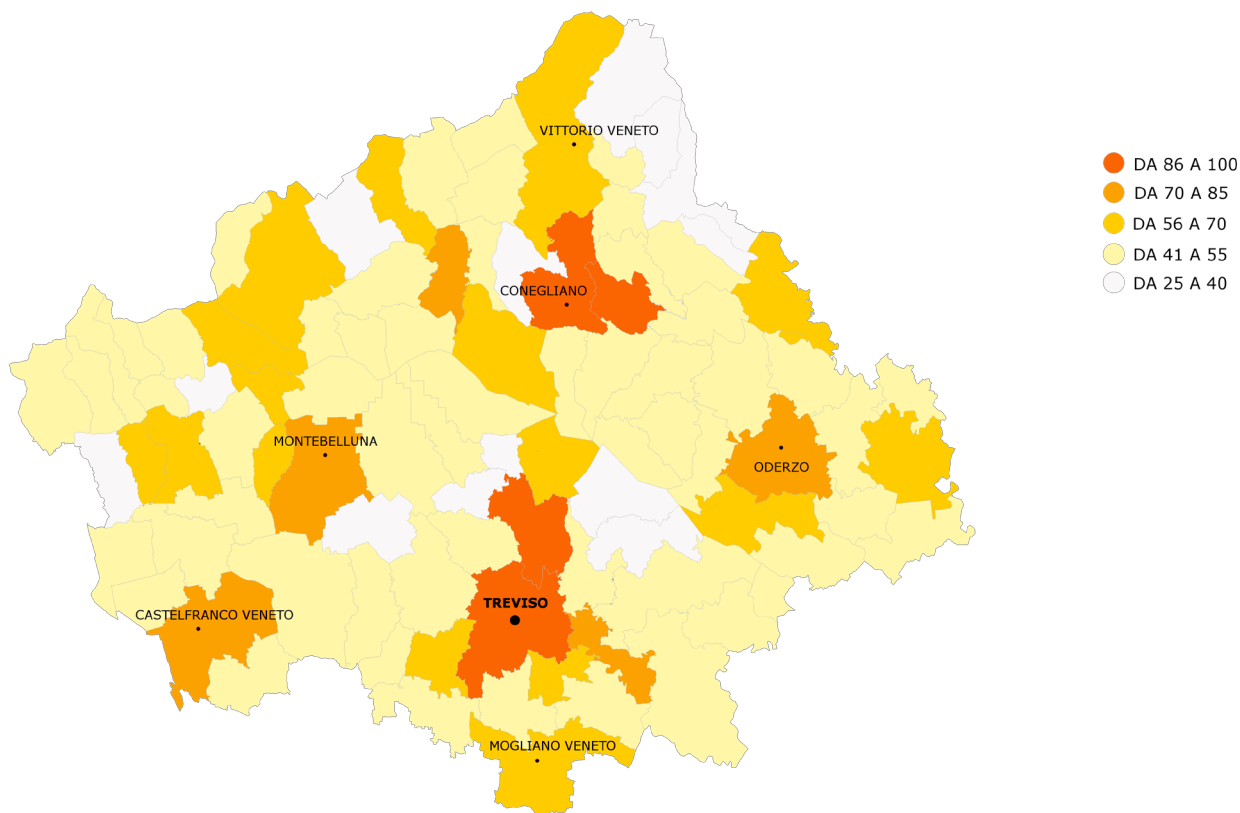 VITTORIO VENETO
DA 86 A 100
DA 70 A 85
DA 56 A 70
DA 41 A 55
DA 25 A 40
CONEGLIANO
MONTEBELLUNA
ODERZO
TREVISO
CASTELFRANCO VENETO
MOGLIANO VENETO